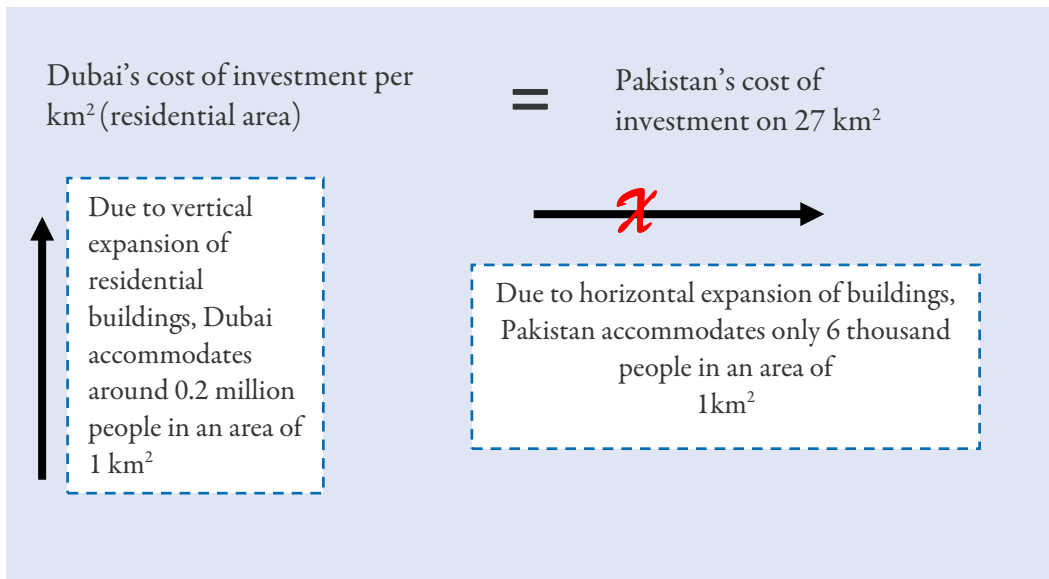 Dubai's cost of investment per
km² (residential area)
=
Pakistan's cost of
investment on 27 km²
Due to vertical
expansion of
residential
buildings, Dubai
accommodates
around 0.2 million
people in an area of
1 km²
X
Due to horizontal expansion of buildings,
Pakistan accommodates only 6 thousand
people in an area of
1km²